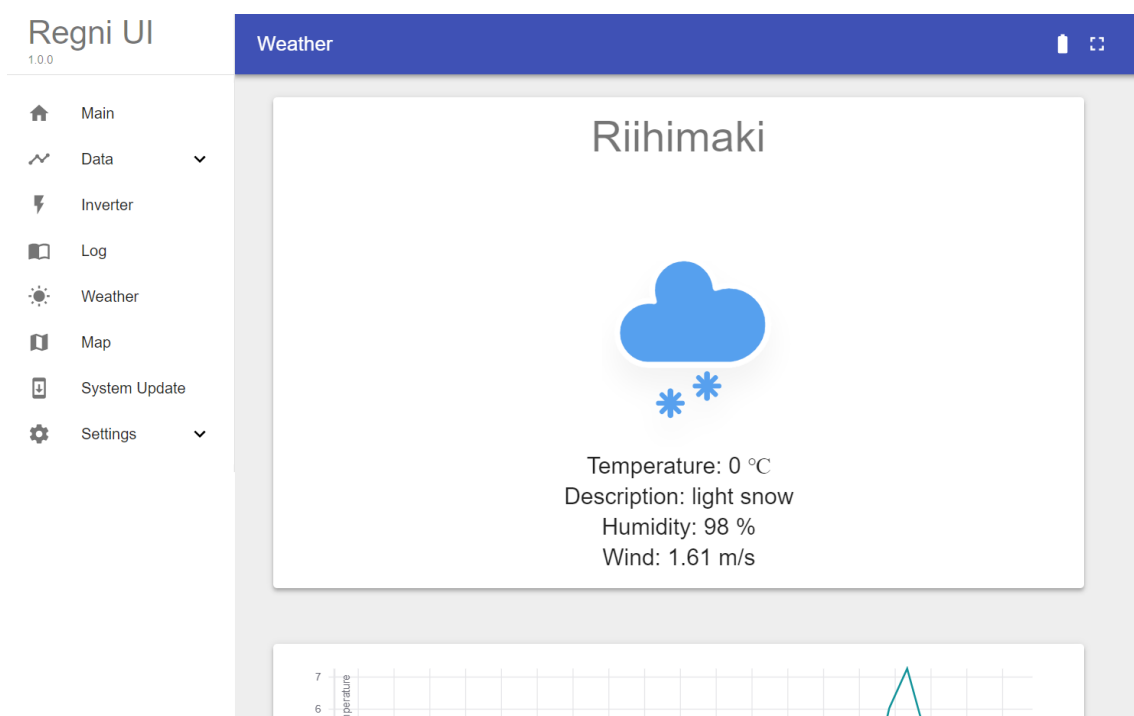 Regni UI
1.0.0
Main
Data
Inverter
Log
Weather
Map
System Update
Settings
Weather
Riihimaki
Temperature: 0 °C
Description: light snow
Humidity: 98 %
Wind: 1.61 m/s
7
6